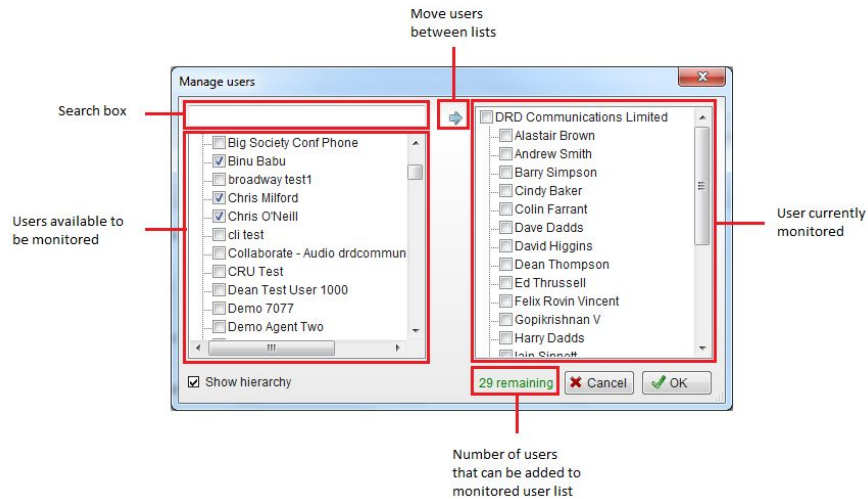 Move users
between lists
Manage users
Search box
Big Society Conf Phone
Binu Babu
broadway test1
Chris Milford
Chris O'Neill
cli test
Collaborate - Audio drdcommun
CRU Test
Dean Test User 1000
Demo 7077
Demo Agent Two
Users available to
be monitored
DRD Communications Limited
Alastair Brown
Andrew Smith
Barry Simpson
Cindy Baker
Colin Farrant
Dave Dadds
David Higgins
Dean Thompson
Ed Thrussell
Felix Rovin Vincent
Gopikrishnan V
Harry Dadds
Iain Sinnott
User currently
monitored
Show hierarchy
29 remaining
Cancel
OK
Number of users
that can be added to
monitored user list